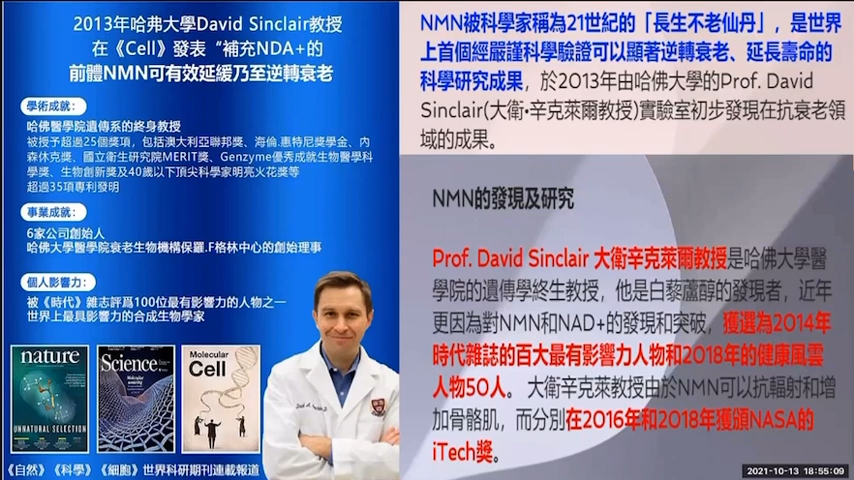 2013年哈弗大學David Sinclair教授
在《Cell》發表“補充NDA+的
前體NMN可有效延緩乃至逆轉衰老
學術成就:
哈佛醫學院遺傳系的終身教授
被授予超過25個獎項,包括澳大利亞聯邦獎、海倫.惠特尼獎學金、內
森休克獎、國立衛生研究院MERIT獎、Genzyme優秀成就生物醫學科
學獎、生物創新獎及40歲以下頂尖科學家明亮火花獎等
超過35項專利發明
事業成就:
6家公司創始人
哈佛大學醫學院衰老生物機構保羅.F格林中心的創始理事
個人影響力:
被《時代》雜誌評爲100位最有影響力的人物之一
世界上最具影響力的合成生物學家
nature
UNNATURAL SELECTION
Science
Molecular
Cell
《自然》《科學》《細胞》世界科研期刊連載報道
NMN被科學家稱為21世紀的「長生不老仙丹」,是世界
上首個經嚴謹科學驗證可以顯著逆轉衰老、延長壽命的
科學研究成果,於2013年由哈佛大學的Prof. David
Sinclair(大衛•辛克萊爾教授)實驗室初步發現在抗衰老領
域的成果。
NMN的發現及研究
Prof. David Sinclair 大衛辛克萊爾教授是哈佛大學醫
學院的遺傳學終生教授,他是白藜蘆醇的發現者,近年
更因為對NMN和NAD+的發現和突破,獲選為2014年
時代雜誌的百大最有影響力人物和2018年的健康風雲
人物50人。 大衛辛克萊教授由於NMN可以抗輻射和增
加骨骼肌,而分別在2016年和2018年獲頒NASA的
iTech獎。
2021-10-13 18:55:09